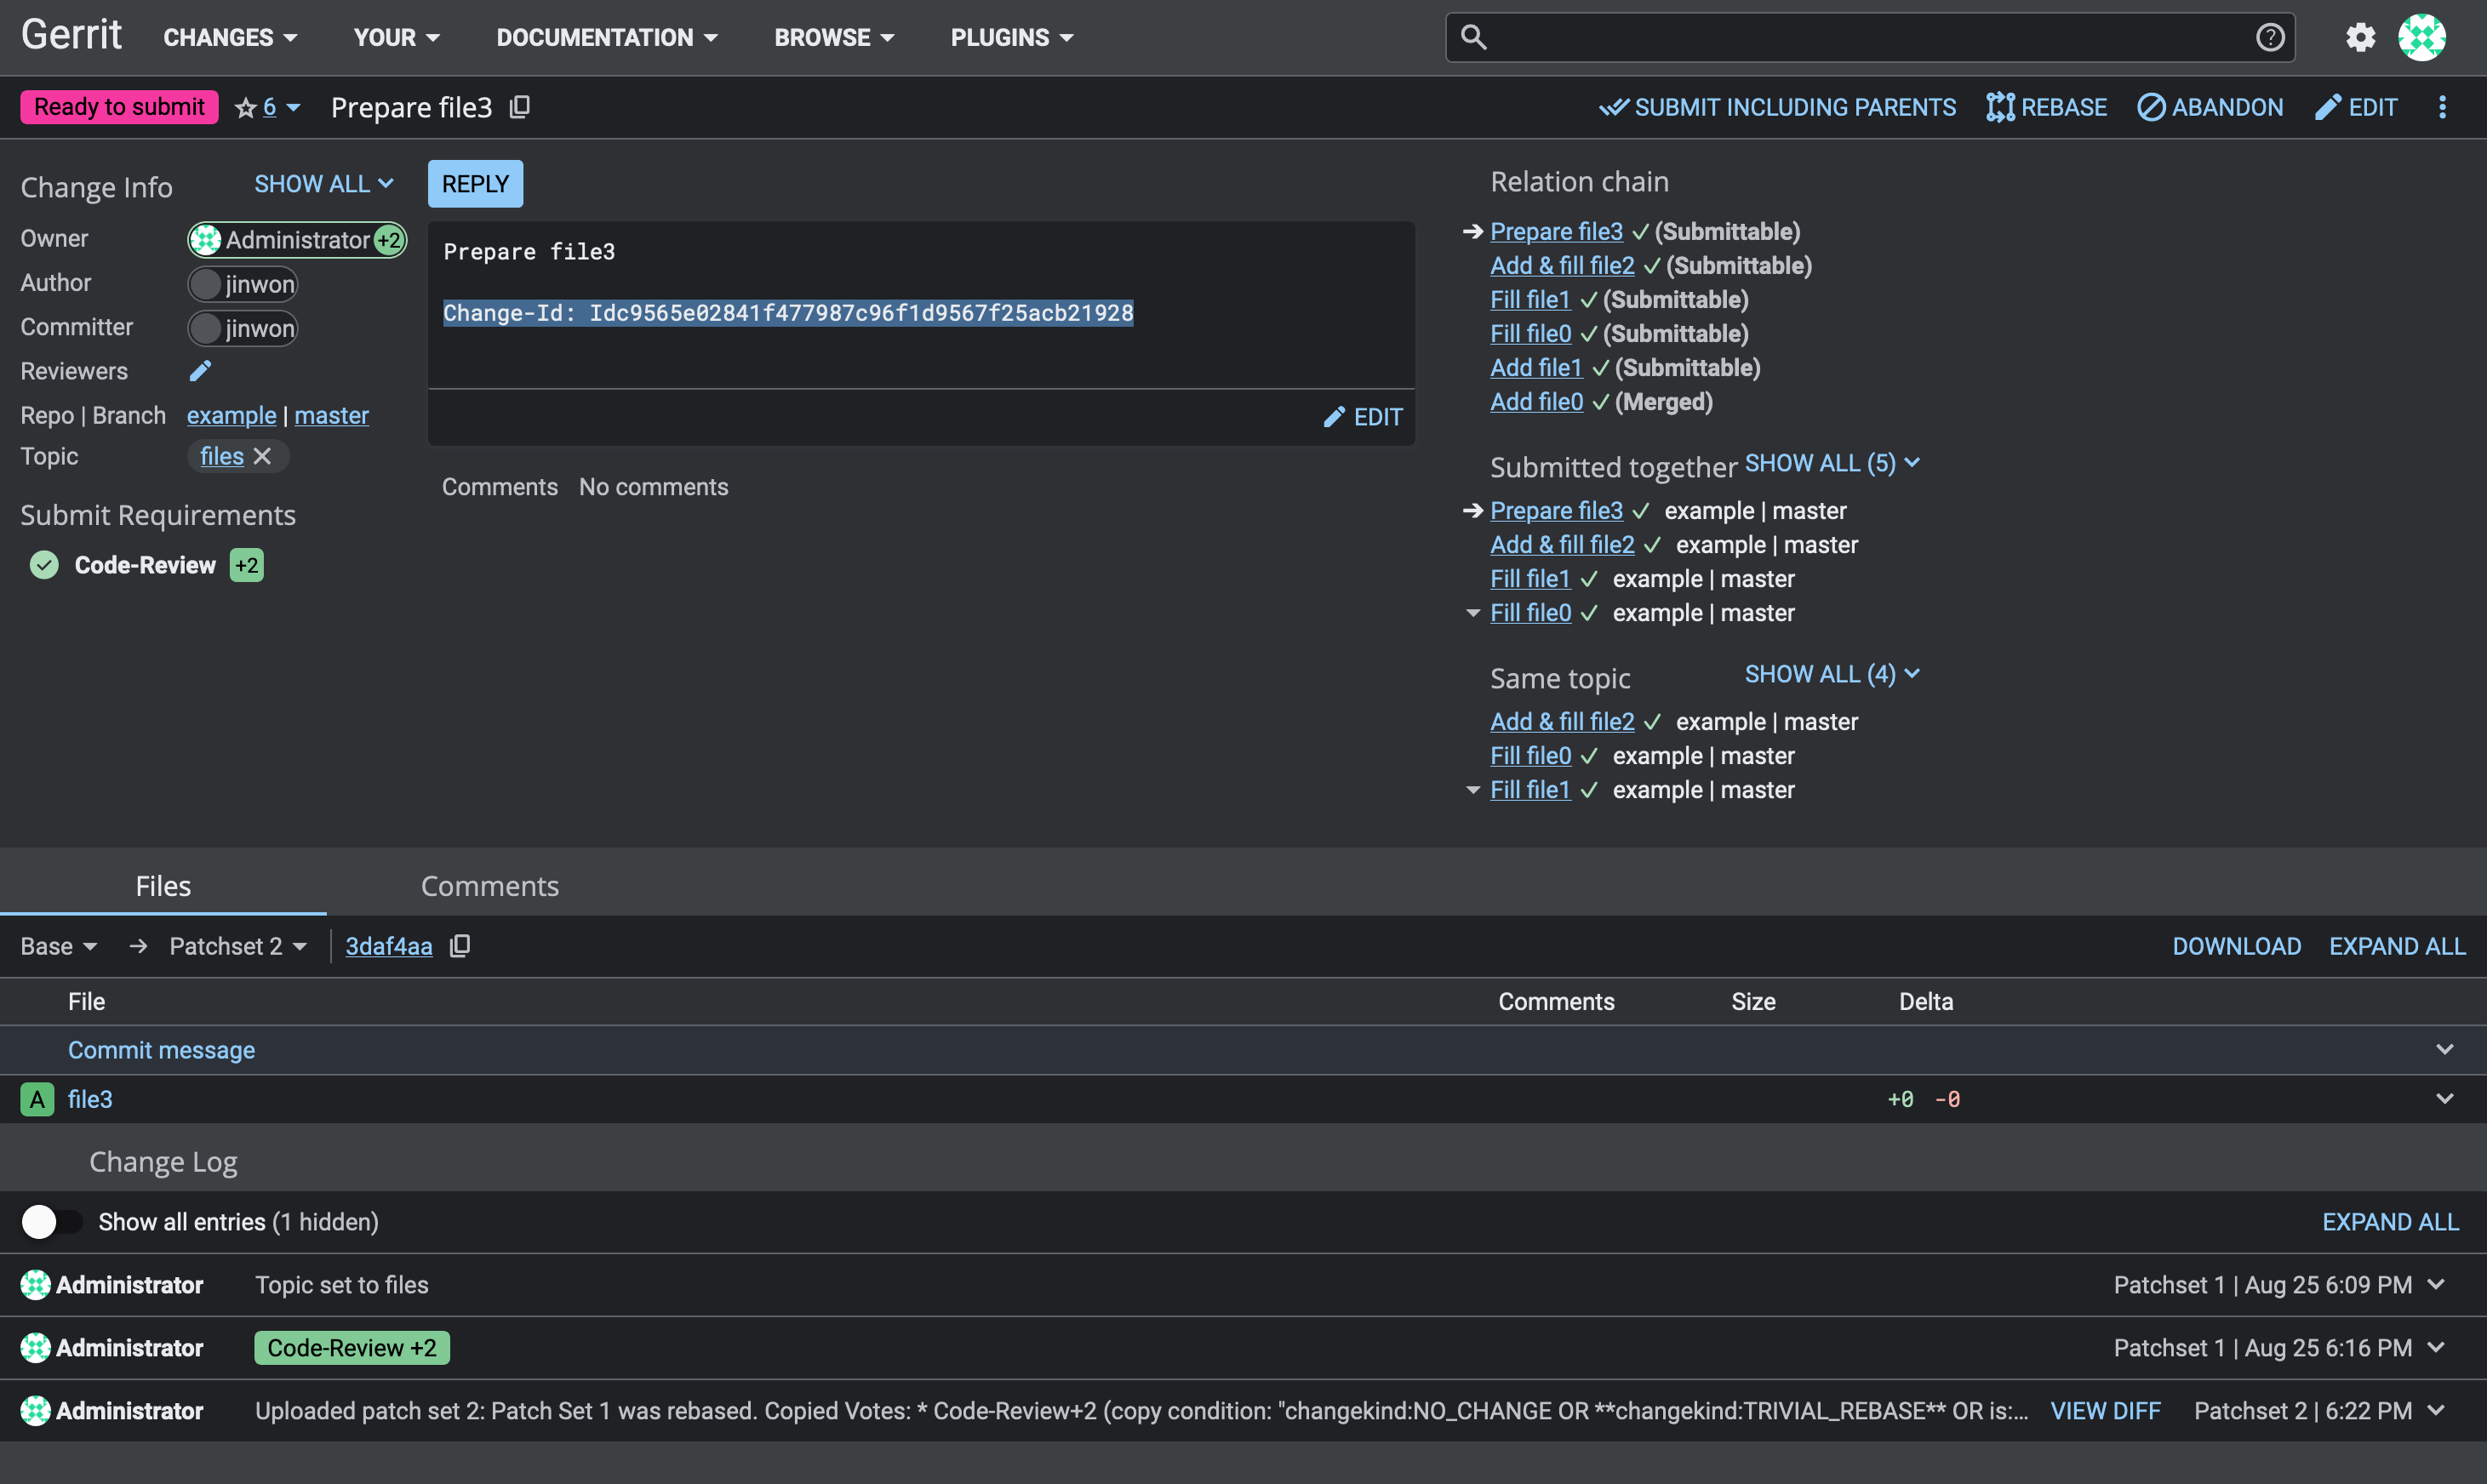 Gerrit CHANGES YOUR DOCUMENTATION BROWSE PLUGINS
Ready to submit 6 Prepare file3 SUBMIT INCLUDING PARENTS REBASE ABANDON EDIT
Change Info SHOW ALL
Owner Administrator +2
Author jinwon
Committer jinwon
Reviewers
Repo | Branch example | master
Topic files
Submit Requirements
Code-Review +2
REPLY
Prepare file3
Change-Id: Idc9565e02841f477987c96f1d9567f25acb21928
EDIT
Comments No comments
Relation chain
Prepare file3 (Submittable)
Add & fill file2 (Submittable)
Fill file1 (Submittable)
Fill file0 (Submittable)
Add file1 (Submittable)
Add file0 (Merged)
Submitted together SHOW ALL (5)
Prepare file3 example | master
Add & fill file2 example | master
Fill file1 example | master
Fill file0 example | master
Same topic SHOW ALL (4)
Add & fill file2 example | master
Fill file0 example | master
Fill file1 example | master
Files Comments
Base → Patchset 2 3daf4aa DOWNLOAD EXPAND ALL
File Comments Size Delta
Commit message
A file3 +0 -0
Change Log
Show all entries (1 hidden) EXPAND ALL
Administrator Topic set to files Patchset 1 | Aug 25 6:09 PM
Administrator Code-Review +2 Patchset 1 | Aug 25 6:16 PM
Administrator Uploaded patch set 2: Patch Set 1 was rebased. Copied Votes: * Code-Review+2 (copy condition: "changekind:NO_CHANGE OR **changekind:TRIVIAL_REBASE** OR is:... VIEW DIFF Patchset 2 | 6:22 PM